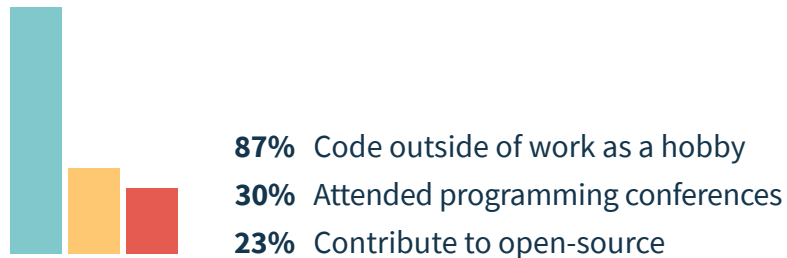 87% Code outside of work as a hobby
30% Attended programming conferences
23% Contribute to open-source